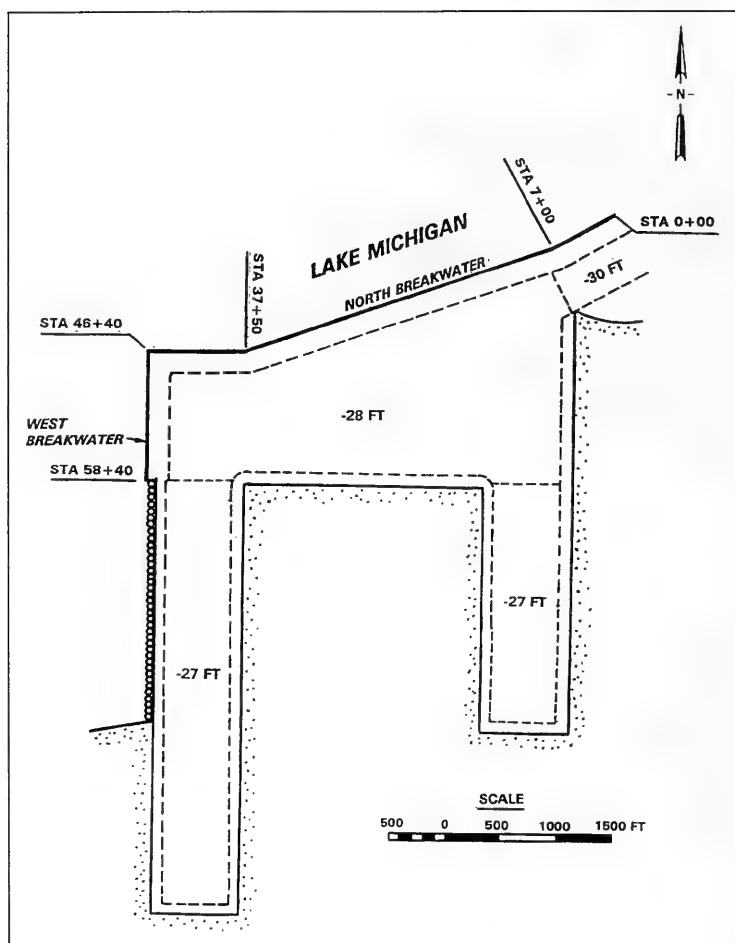 -N-
STA 7+00
STA 0+00
LAKE MICHIGAN
STA 37+50
NORTH BREAKWATER
-30 FT
STA 46+40
-28 FT
WEST
BREAKWATER
STA 58+40
-27 FT
-27 FT
SCALE
500 0 500 1000 1500 FT